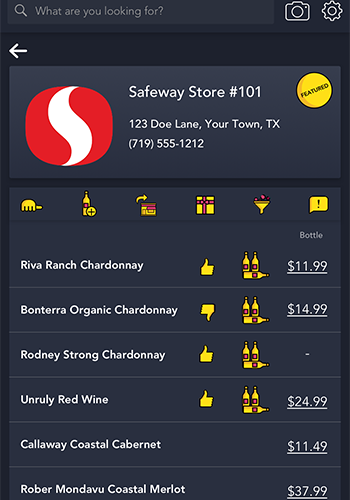 What are you looking for?
Safeway Store #101
FEATURED
123 Doe Lane, Your Town, TX
(719) 555-1212
Bottle
Riva Ranch Chardonnay $11.99
Bonterra Organic Chardonnay $14.99
Rodney Strong Chardonnay -
Unruly Red Wine $24.99
Callaway Coastal Cabernet $11.49
Rober Mondavu Coastal Merlot $37.99